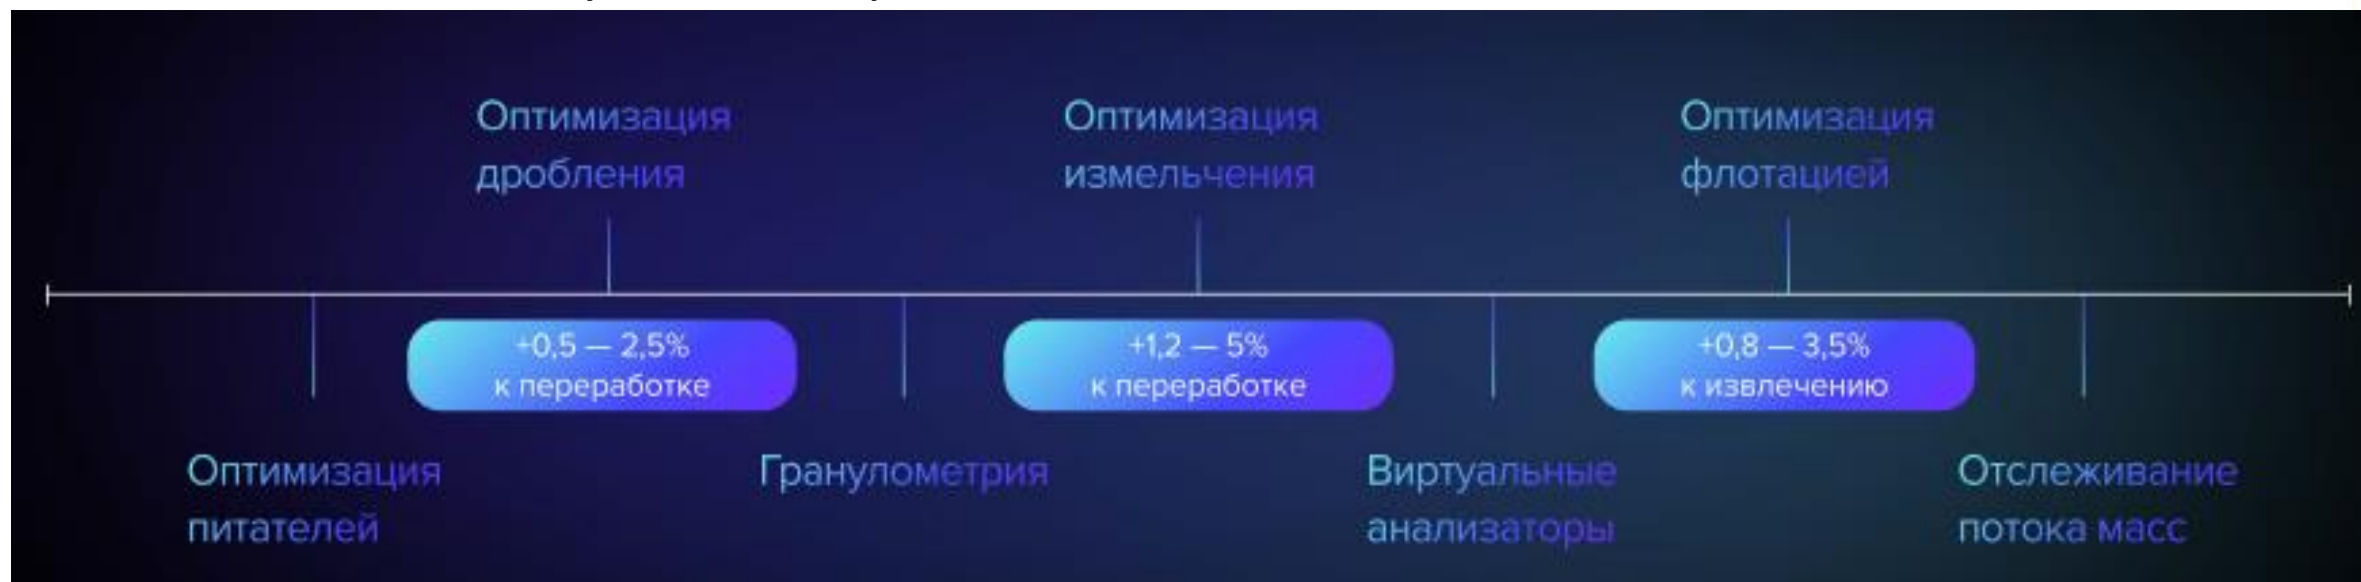 Оптимизация
дробления
Оптимизация
измельчения
Оптимизация
флотацией
+0,5 — 2,5%
к переработке
+1,2 — 5%
к переработке
+0,8 — 3,5%
к извлечению
Оптимизация
питателей
Гранулометрия
Виртуальные
анализаторы
Отслеживание
потока масс